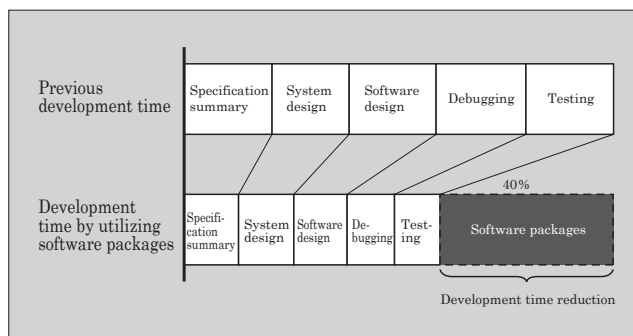 Previous
development time
Specification
summary
System
design
Software
design
Debugging
Testing
40%
Development
time by utilizing
software packages
Specifi-
cation
summary
System
design
Software
design
De-
bugging
Test-
ing
Software packages
Development time reduction